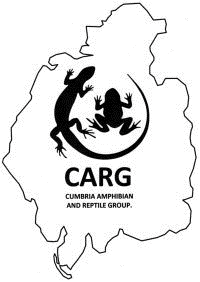 CARG
CUMBRIA AMPHIBIAN
AND REPTILE GROUP.